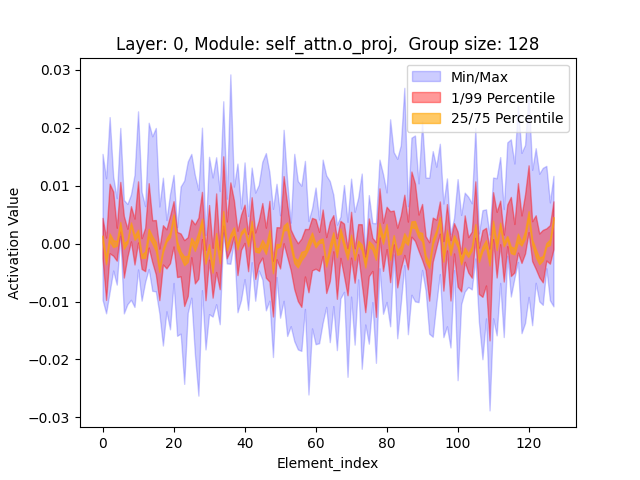 Layer: 0, Module: self_attn.o_proj,  Group size: 128
Min/Max
1/99 Percentile
25/75 Percentile
Activation Value
0.03
0.02
0.01
0.00
−0.01
−0.02
−0.03
0 20 40 60 80 100 120
Element_index